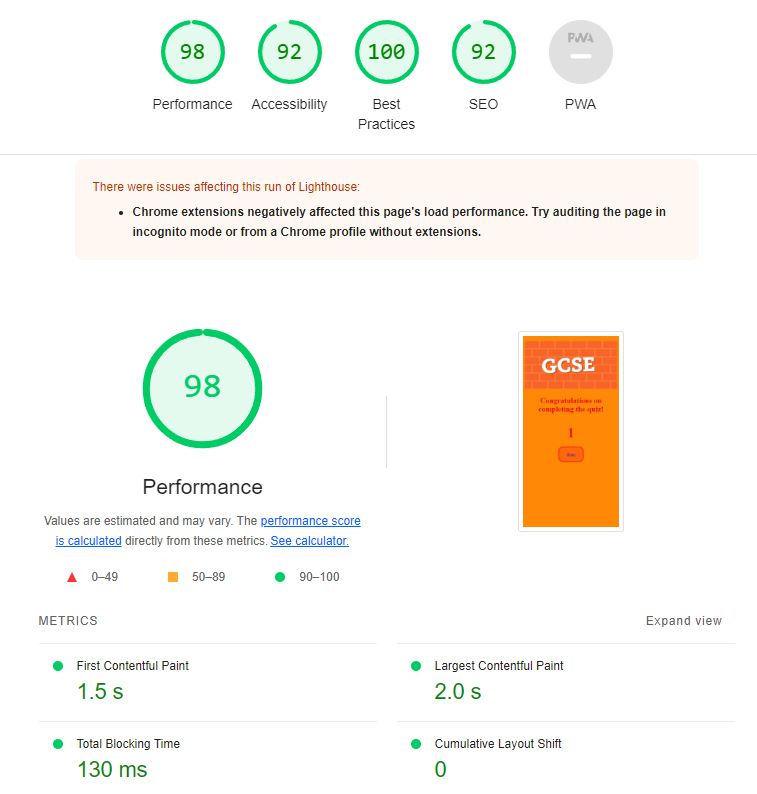 98
92
100
92
PWA
Performance
Accessibility
Best
Practices
SEO
PWA
There were issues affecting this run of Lighthouse:
Chrome extensions negatively affected this page's load performance. Try auditing the page in
incognito mode or from a Chrome profile without extensions.
98
Performance
Values are estimated and may vary. The performance score
is calculated directly from these metrics. See calculator.
0–49
50–89
90–100
GCSE
Congratulations on
completing the quiz!
1
METRICS
Expand view
First Contentful Paint
1.5 s
Largest Contentful Paint
2.0 s
Total Blocking Time
130 ms
Cumulative Layout Shift
0